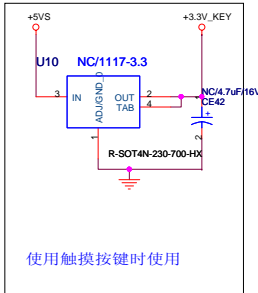 +5VS
+3.3V_KEY
U10
NC/1117-3.3
3
IN
OUT
2
TAB
4
ADJ/GND_0
1
NC/4.7uF/16V
CE42
+
2
R-SOT4N-230-700-HX
使用触摸按键时使用